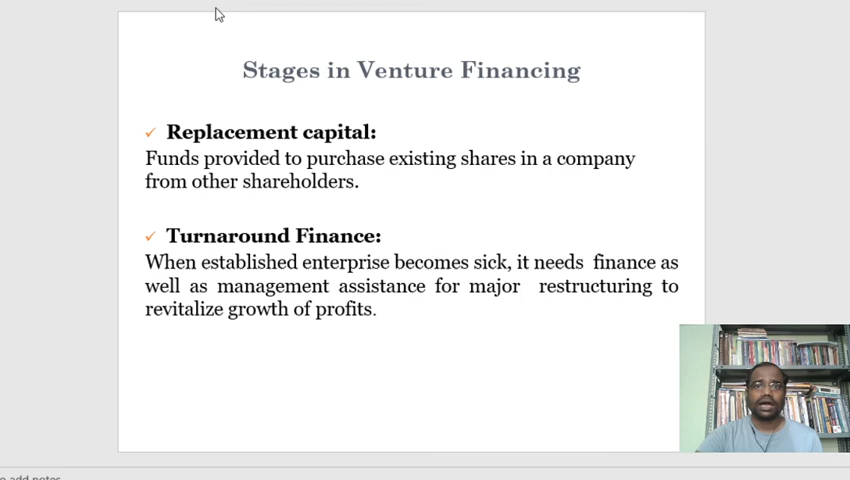 Stages in Venture Financing
Replacement capital:
Funds provided to purchase existing shares in a company
from other shareholders.
Turnaround Finance:
When established enterprise becomes sick, it needs finance as
well as management assistance for major restructuring to
revitalize growth of profits.
add notes